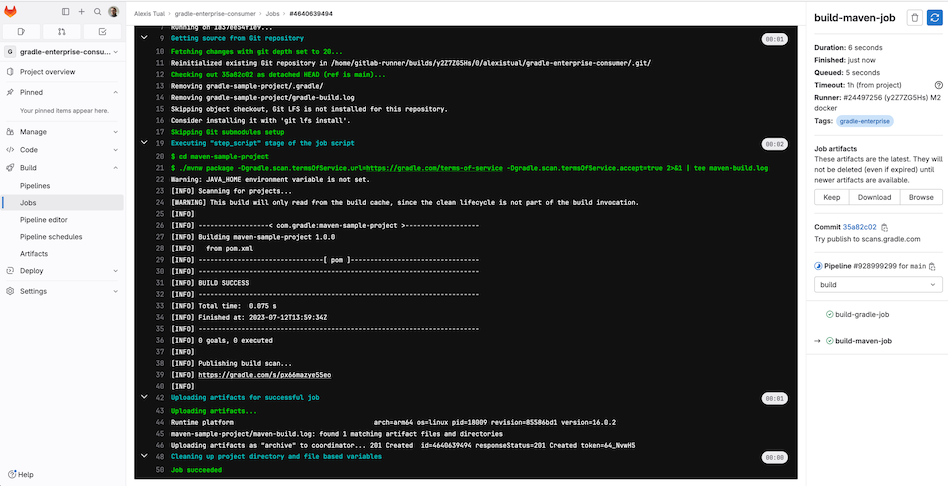 Alexis Tual > gradle-enterprise-consumer > Jobs > #4640639494
G gradle-enterprise-consu...
Project overview
Pinned
Your pinned items appear here.
Manage
Code
Build
Pipelines
Jobs
Pipeline editor
Pipeline schedules
Artifacts
Deploy
Settings
Help
9 Getting source from Git repository 00:01
10 Fetching changes with git depth set to 20...
11 Reinitialized existing Git repository in /home/gitlab-runner/builds/y2Z7ZG5Hs/0/alexistual/gradle-enterprise-consumer/.git/
12 Checking out 35a82c02 as detached HEAD (ref is main)...
13 Removing gradle-sample-project/.gradle/
14 Removing gradle-sample-project/gradle-build.log
15 Skipping object checkout, Git LFS is not installed for this repository.
16 Consider installing it with 'git lfs install'.
17 Skipping Git submodules setup
19 Executing "step_script" stage of the job script 00:02
20 $ cd maven-sample-project
21 $ ./mvnw package -Dgradle.scan.termsOfService.url=https://gradle.com/terms-of-service -Dgradle.scan.termsOfService.accept=true 2>&1 | tee maven-build.log
22 Warning: JAVA_HOME environment variable is not set.
23 [INFO] Scanning for projects...
24 [WARNING] This build will only read from the build cache, since the clean lifecycle is not part of the build invocation.
25 [INFO]
26 [INFO] ------------------< com.gradle:maven-sample-project >-------------------
27 [INFO] Building maven-sample-project 1.0.0
28 [INFO]   from pom.xml
29 [INFO] --------------------------------[ pom ]---------------------------------
30 [INFO] ------------------------------------------------------------------------
31 [INFO] BUILD SUCCESS
32 [INFO] ------------------------------------------------------------------------
33 [INFO] Total time:  0.075 s
34 [INFO] Finished at: 2023-07-12T13:59:34Z
35 [INFO] ------------------------------------------------------------------------
36 [INFO] 0 goals, 0 executed
37 [INFO]
38 [INFO] Publishing build scan...
39 [INFO] https://gradle.com/s/px66mazye55eo
40 [INFO]
42 Uploading artifacts for successful job 00:01
43 Uploading artifacts...
44 Runtime platform arch=arm64 os=linux pid=18009 revision=85586bd1 version=16.0.2
45 maven-sample-project/maven-build.log: found 1 matching artifact files and directories
46 Uploading artifacts as "archive" to coordinator... 201 Created  id=4640639494 responseStatus=201 Created token=64_NvwHS
48 Cleaning up project directory and file based variables 00:00
50 Job succeeded
build-maven-job
Duration: 6 seconds
Finished: just now
Queued: 5 seconds
Timeout: 1h (from project)
Runner: #24497256 (y2Z7ZG5Hs) M2
docker
Tags: gradle-enterprise
Job artifacts
These artifacts are the latest. They will
not be deleted (even if expired) until
newer artifacts are available.
Keep Download Browse
Commit 35a82c02
Try publish to scans.gradle.com
Pipeline #928999299 for main
build
build-gradle-job
→ build-maven-job